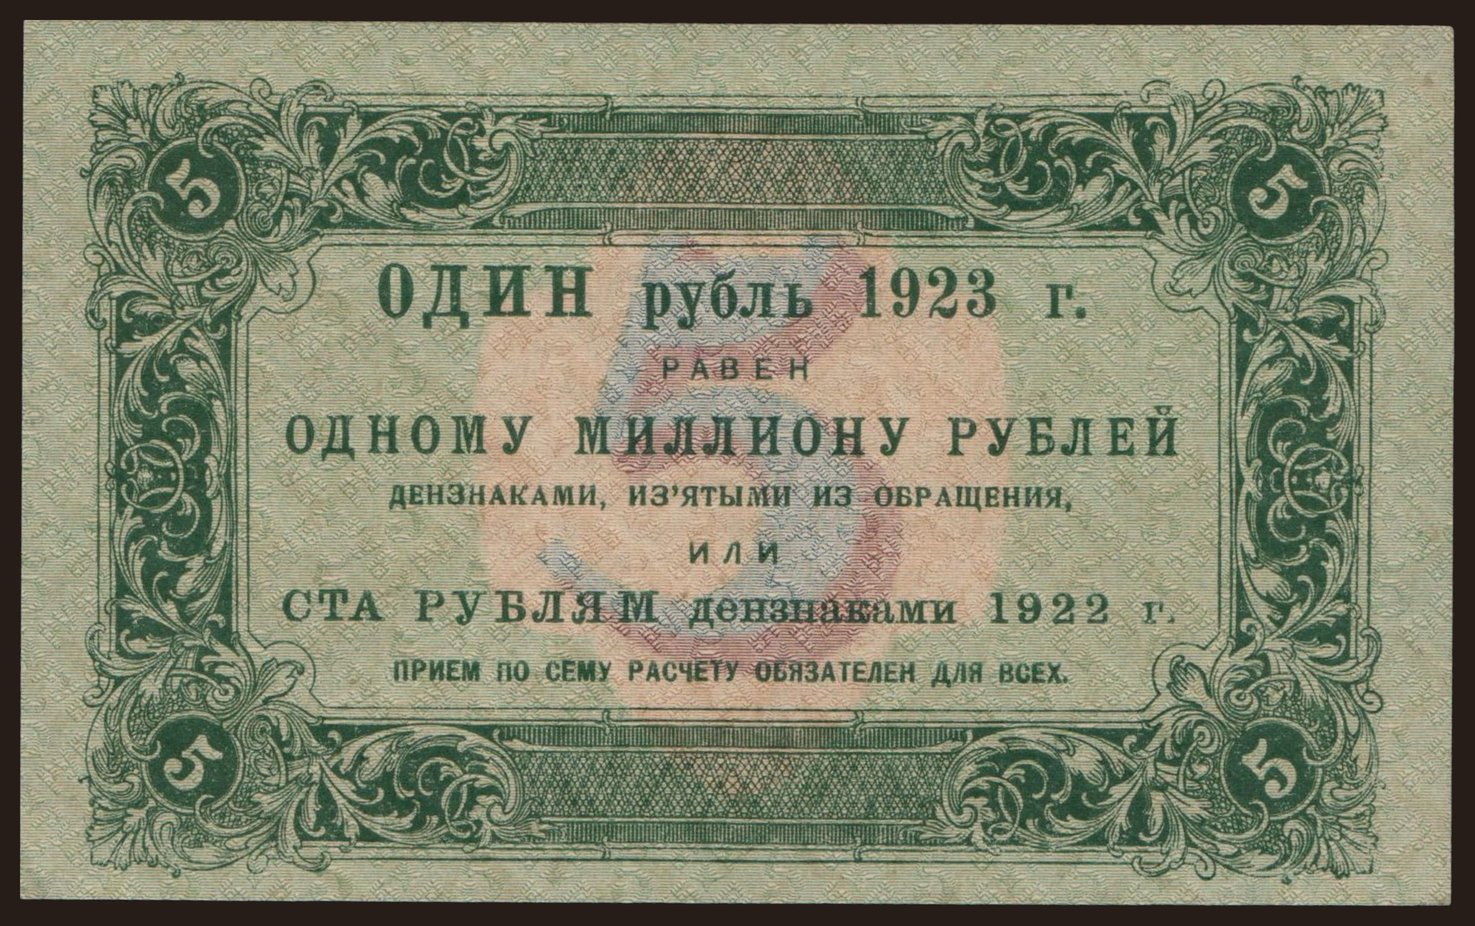 5 5
ОДИН рубль 1923 г.
РАВЕН
ОДНОМУ МИЛЛИОНУ РУБЛЕЙ
ДЕНЗНАКАМИ, ИЗ'ЯТЫМИ ИЗ ОБРАЩЕНИЯ,
ИЛИ
СТА РУБЛЯМ дензнаками 1922 г.
ПРИЕМ ПО СЕМУ РАСЧЕТУ ОБЯЗАТЕЛЕН ДЛЯ ВСЕХ.
5
5 5